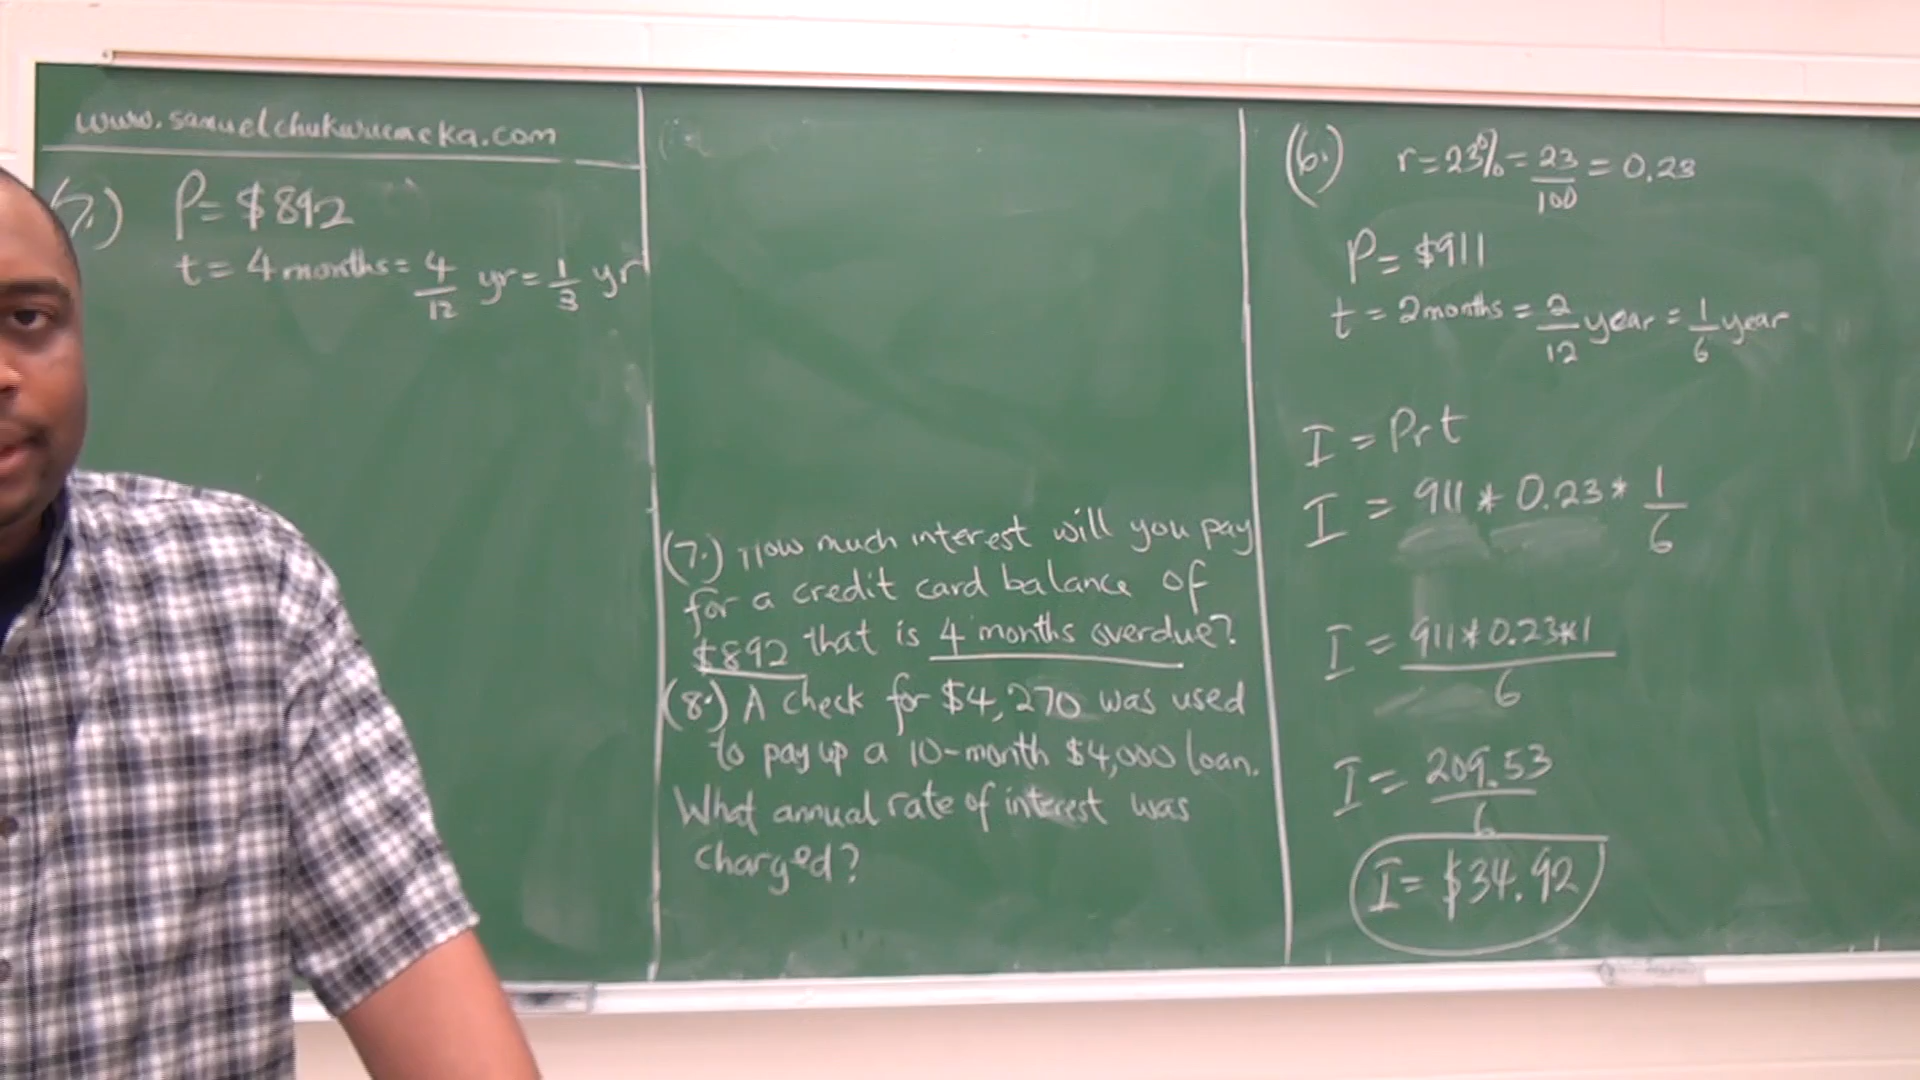 www.samuelchukwuemeka.com
7.) P = $892
t = 4 months = 4/12 yr = 1/3 yr
(7.) How much interest will you pay
for a credit card balance of
$892 that is 4 months overdue?
(8.) A check for $4,270 was used
to pay up a 10-month $4,000 loan.
What annual rate of interest was
charged?
(6.) r = 23% = 23/100 = 0.23
P = $911
t = 2 months = 2/12 year = 1/6 year
I = Prt
I = 911 * 0.23 * 1/6
I = 911 * 0.23 * 1 / 6
I = 209.53 / 6
I = $34.92